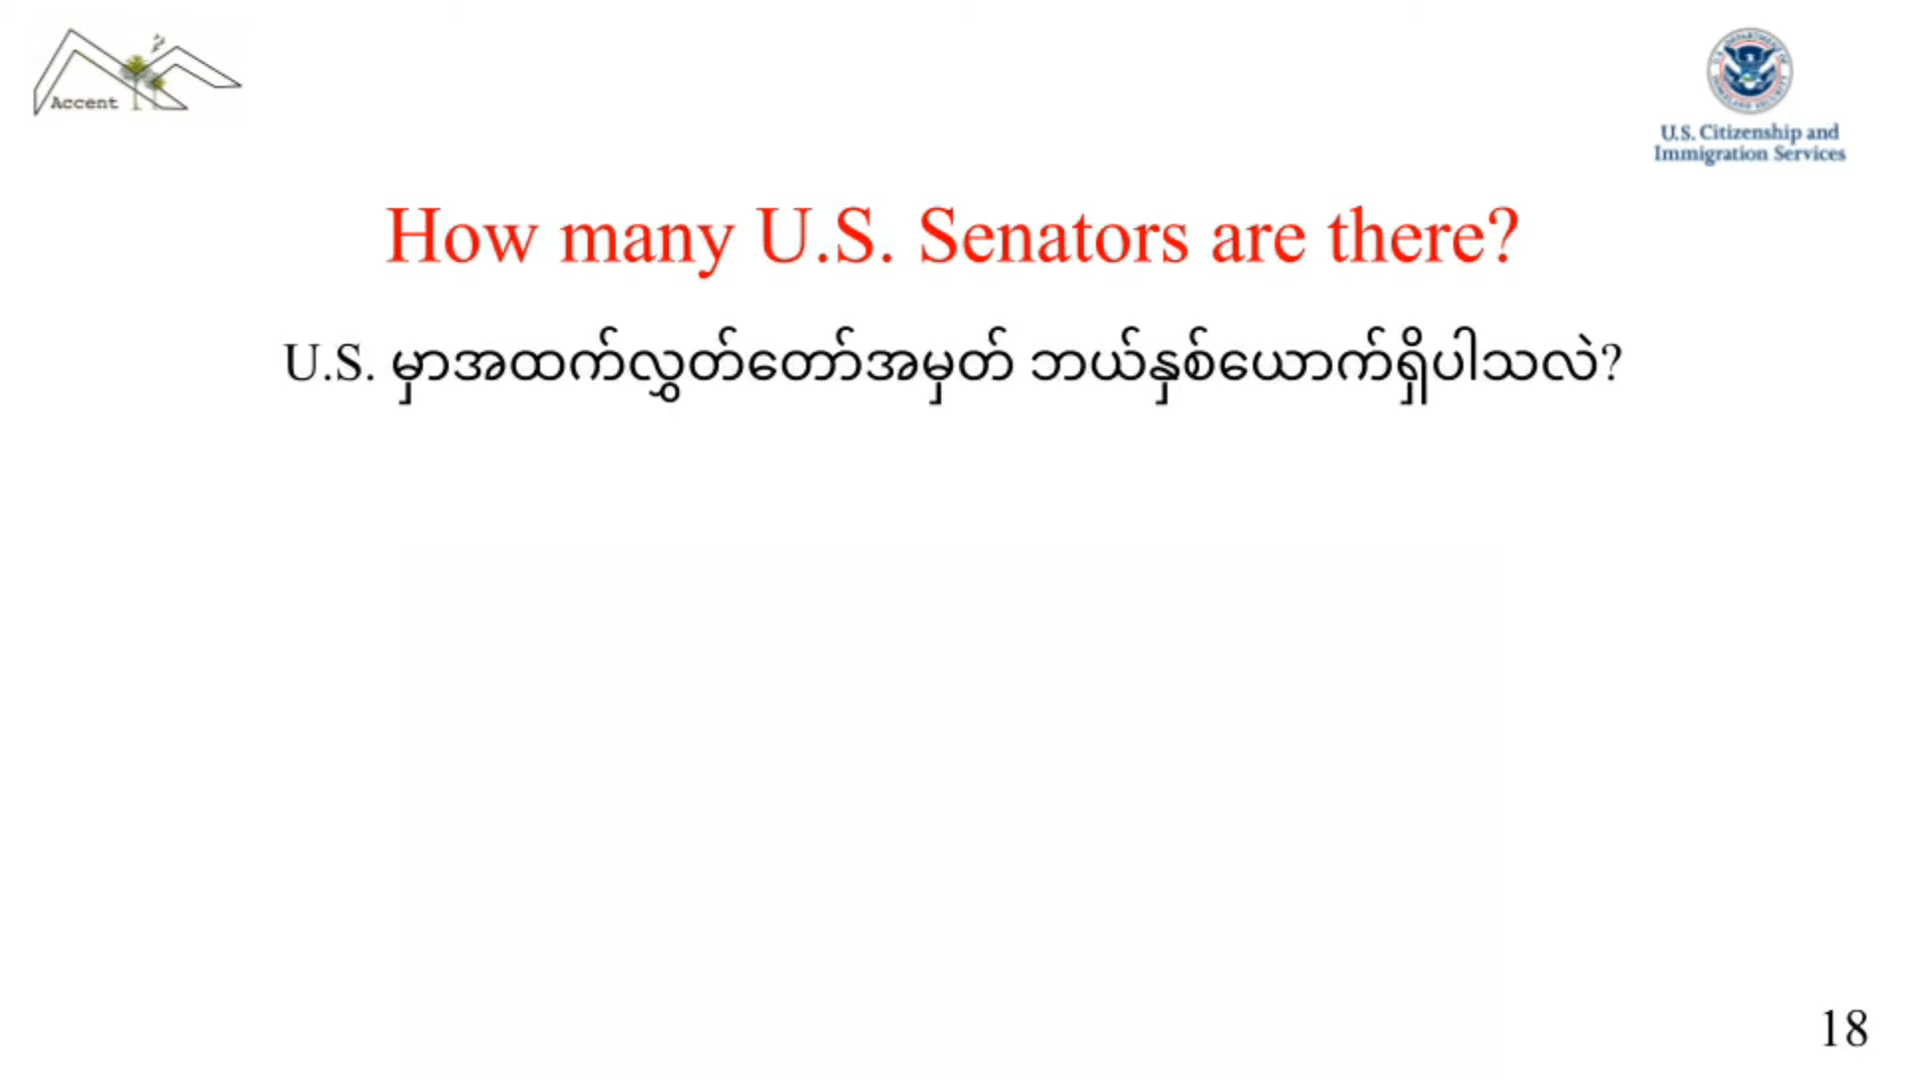 Accent
U.S. Citizenship and
Immigration Services
How many U.S. Senators are there?
U.S. မှာအထက်လွှတ်တော်အမှတ် ဘယ်နှစ်ယောက်ရှိပါသလဲ?
18